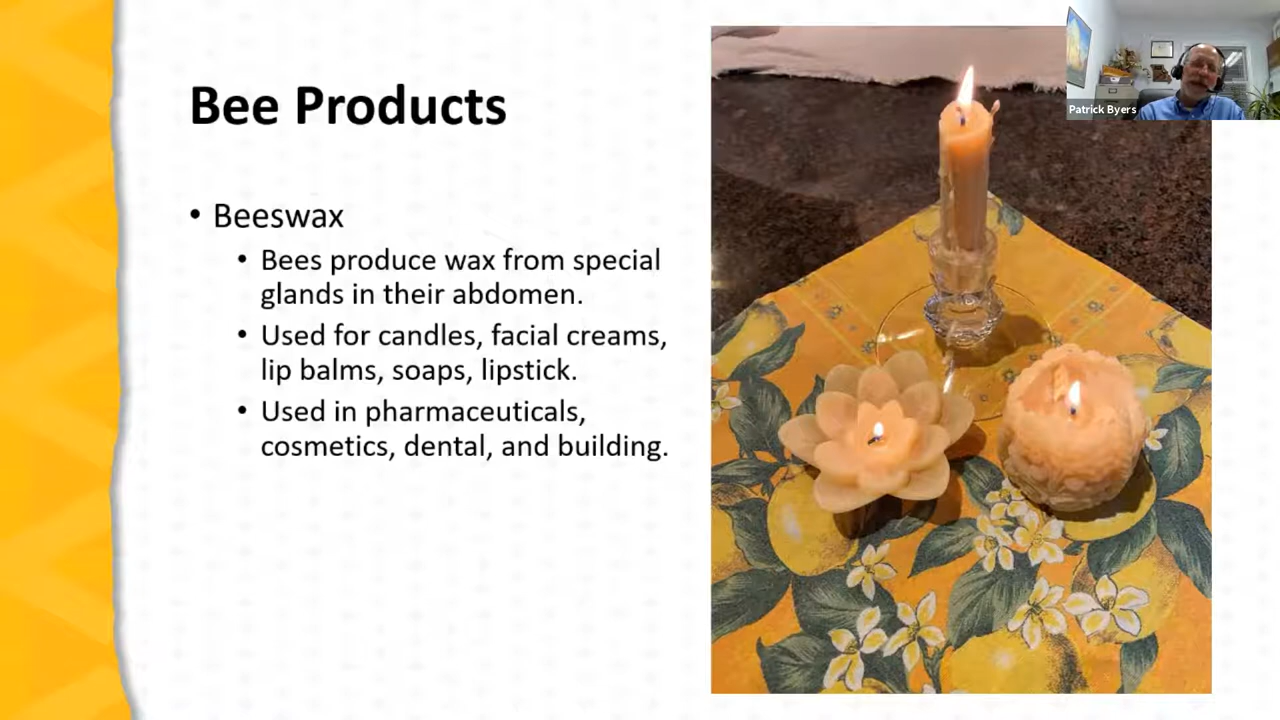 Bee Products
• Beeswax
• Bees produce wax from special
glands in their abdomen.
• Used for candles, facial creams,
lip balms, soaps, lipstick.
• Used in pharmaceuticals,
cosmetics, dental, and building.
Patrick Byers